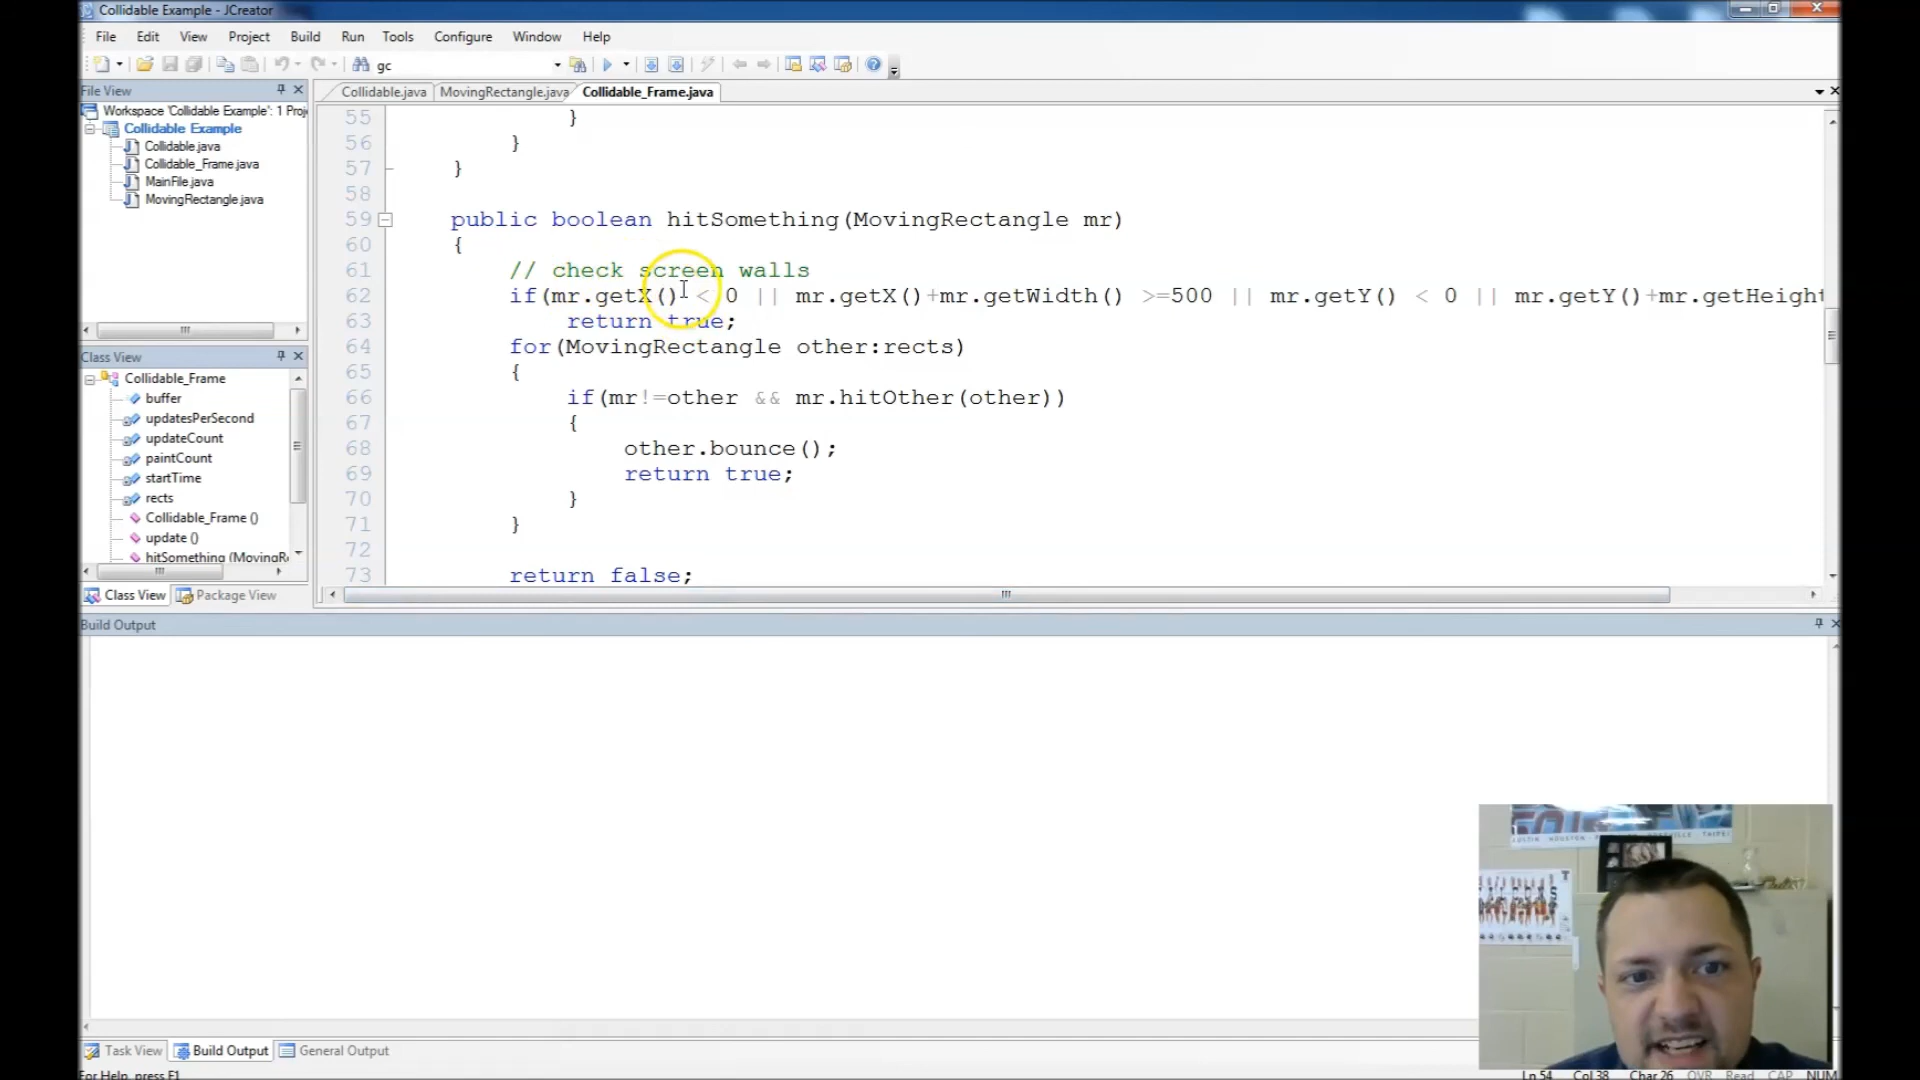 Collidable Example - JCreator
File Edit View Project Build Run Tools Configure Window Help
gc
File View
Workspace 'Collidable Example': 1 Proj
Collidable Example
Collidable.java
Collidable_Frame.java
MainFile.java
MovingRectangle.java
Class View
Collidable_Frame
buffer
updatesPerSecond
updateCount
paintCount
startTime
rects
Collidable_Frame ()
update ()
hitSomething (MovingR
Class View Package View
Collidable.java MovingRectangle.java Collidable_Frame.java
55 }
56 }
57 }
58
59 public boolean hitSomething(MovingRectangle mr)
60 {
61 // check screen walls
62 if(mr.getX() < 0 || mr.getX()+mr.getWidth() >=500 || mr.getY() < 0 || mr.getY()+mr.getHeight
63 return true;
64 for(MovingRectangle other:rects)
65 {
66 if(mr!=other && mr.hitOther(other))
67 {
68 other.bounce();
69 return true;
70 }
71 }
72
73 return false;
Build Output
Task View Build Output General Output
For Help, press F1
Ln 54 Col 38 Char 26 OVR Read CAP NUM